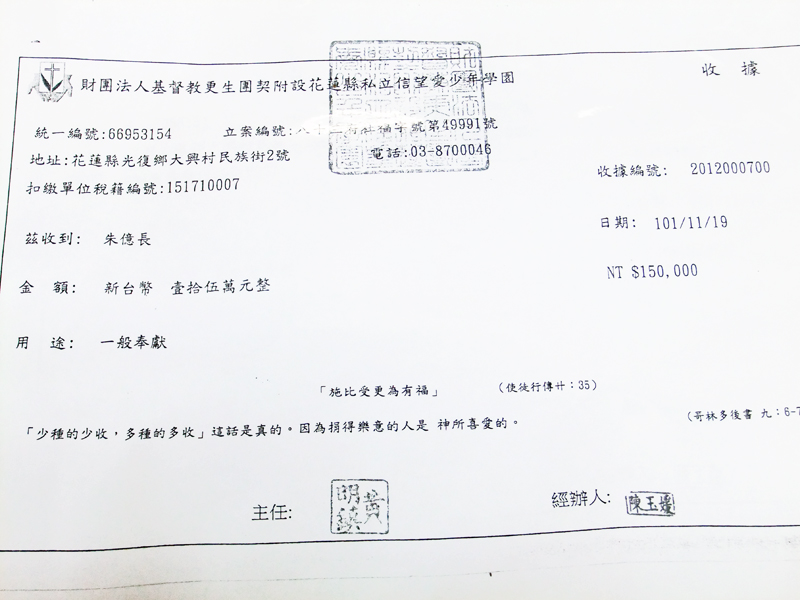 收據
財團法人基督教更生團契附設花蓮縣私立信望愛少年學園
統一編號:66953154 立案編號:八十 府社福字號第49991號
地址:花蓮縣光復鄉大興村民族街2號 電話:03-8700046
扣繳單位稅籍編號:151710007
收據編號: 2012000700
日期: 101/11/19
茲收到: 朱億長
NT $150,000
金 額: 新台幣 壹拾伍萬元整
用 途: 一般奉獻
「施比受更為有福」 (使徒行傳廿:35)
「少種的少收,多種的多收」這話是真的。因為捐得樂意的人是 神所喜愛的。 (哥林多後書 九:6-7
主任: 黃明鎮
經辦人: 陳玉媛